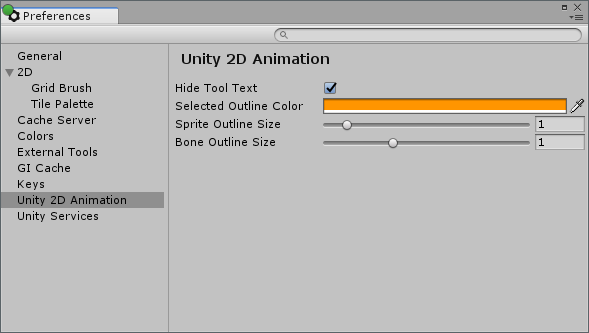 Preferences
General
2D
Grid Brush
Tile Palette
Cache Server
Colors
External Tools
GI Cache
Keys
Unity 2D Animation
Unity Services
Unity 2D Animation
Hide Tool Text
Selected Outline Color
Sprite Outline Size 1
Bone Outline Size 1